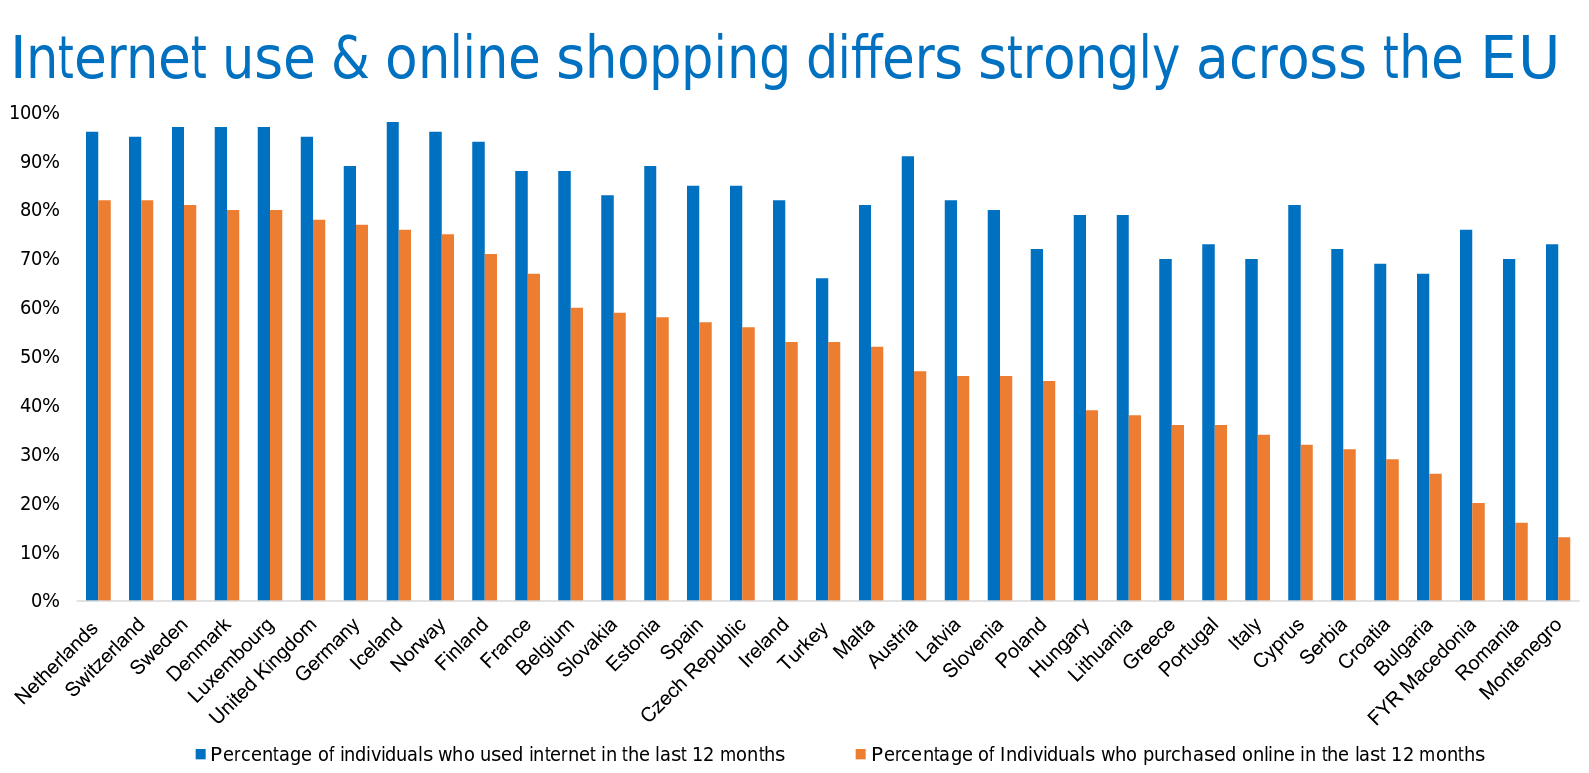 Internet use & online shopping differs strongly across the EU
100%
90%
80%
70%
60%
50%
40%
30%
20%
10%
0%
Netherlands
Switzerland
Sweden
Denmark
Luxembourg
United Kingdom
Germany
Iceland
Norway
Finland
France
Belgium
Slovakia
Estonia
Spain
Czech Republic
Ireland
Turkey
Malta
Austria
Latvia
Slovenia
Poland
Hungary
Lithuania
Greece
Portugal
Italy
Cyprus
Serbia
Croatia
Bulgaria
FYR Macedonia
Romania
Montenegro
Percentage of individuals who used internet in the last 12 months
Percentage of Individuals who purchased online in the last 12 months